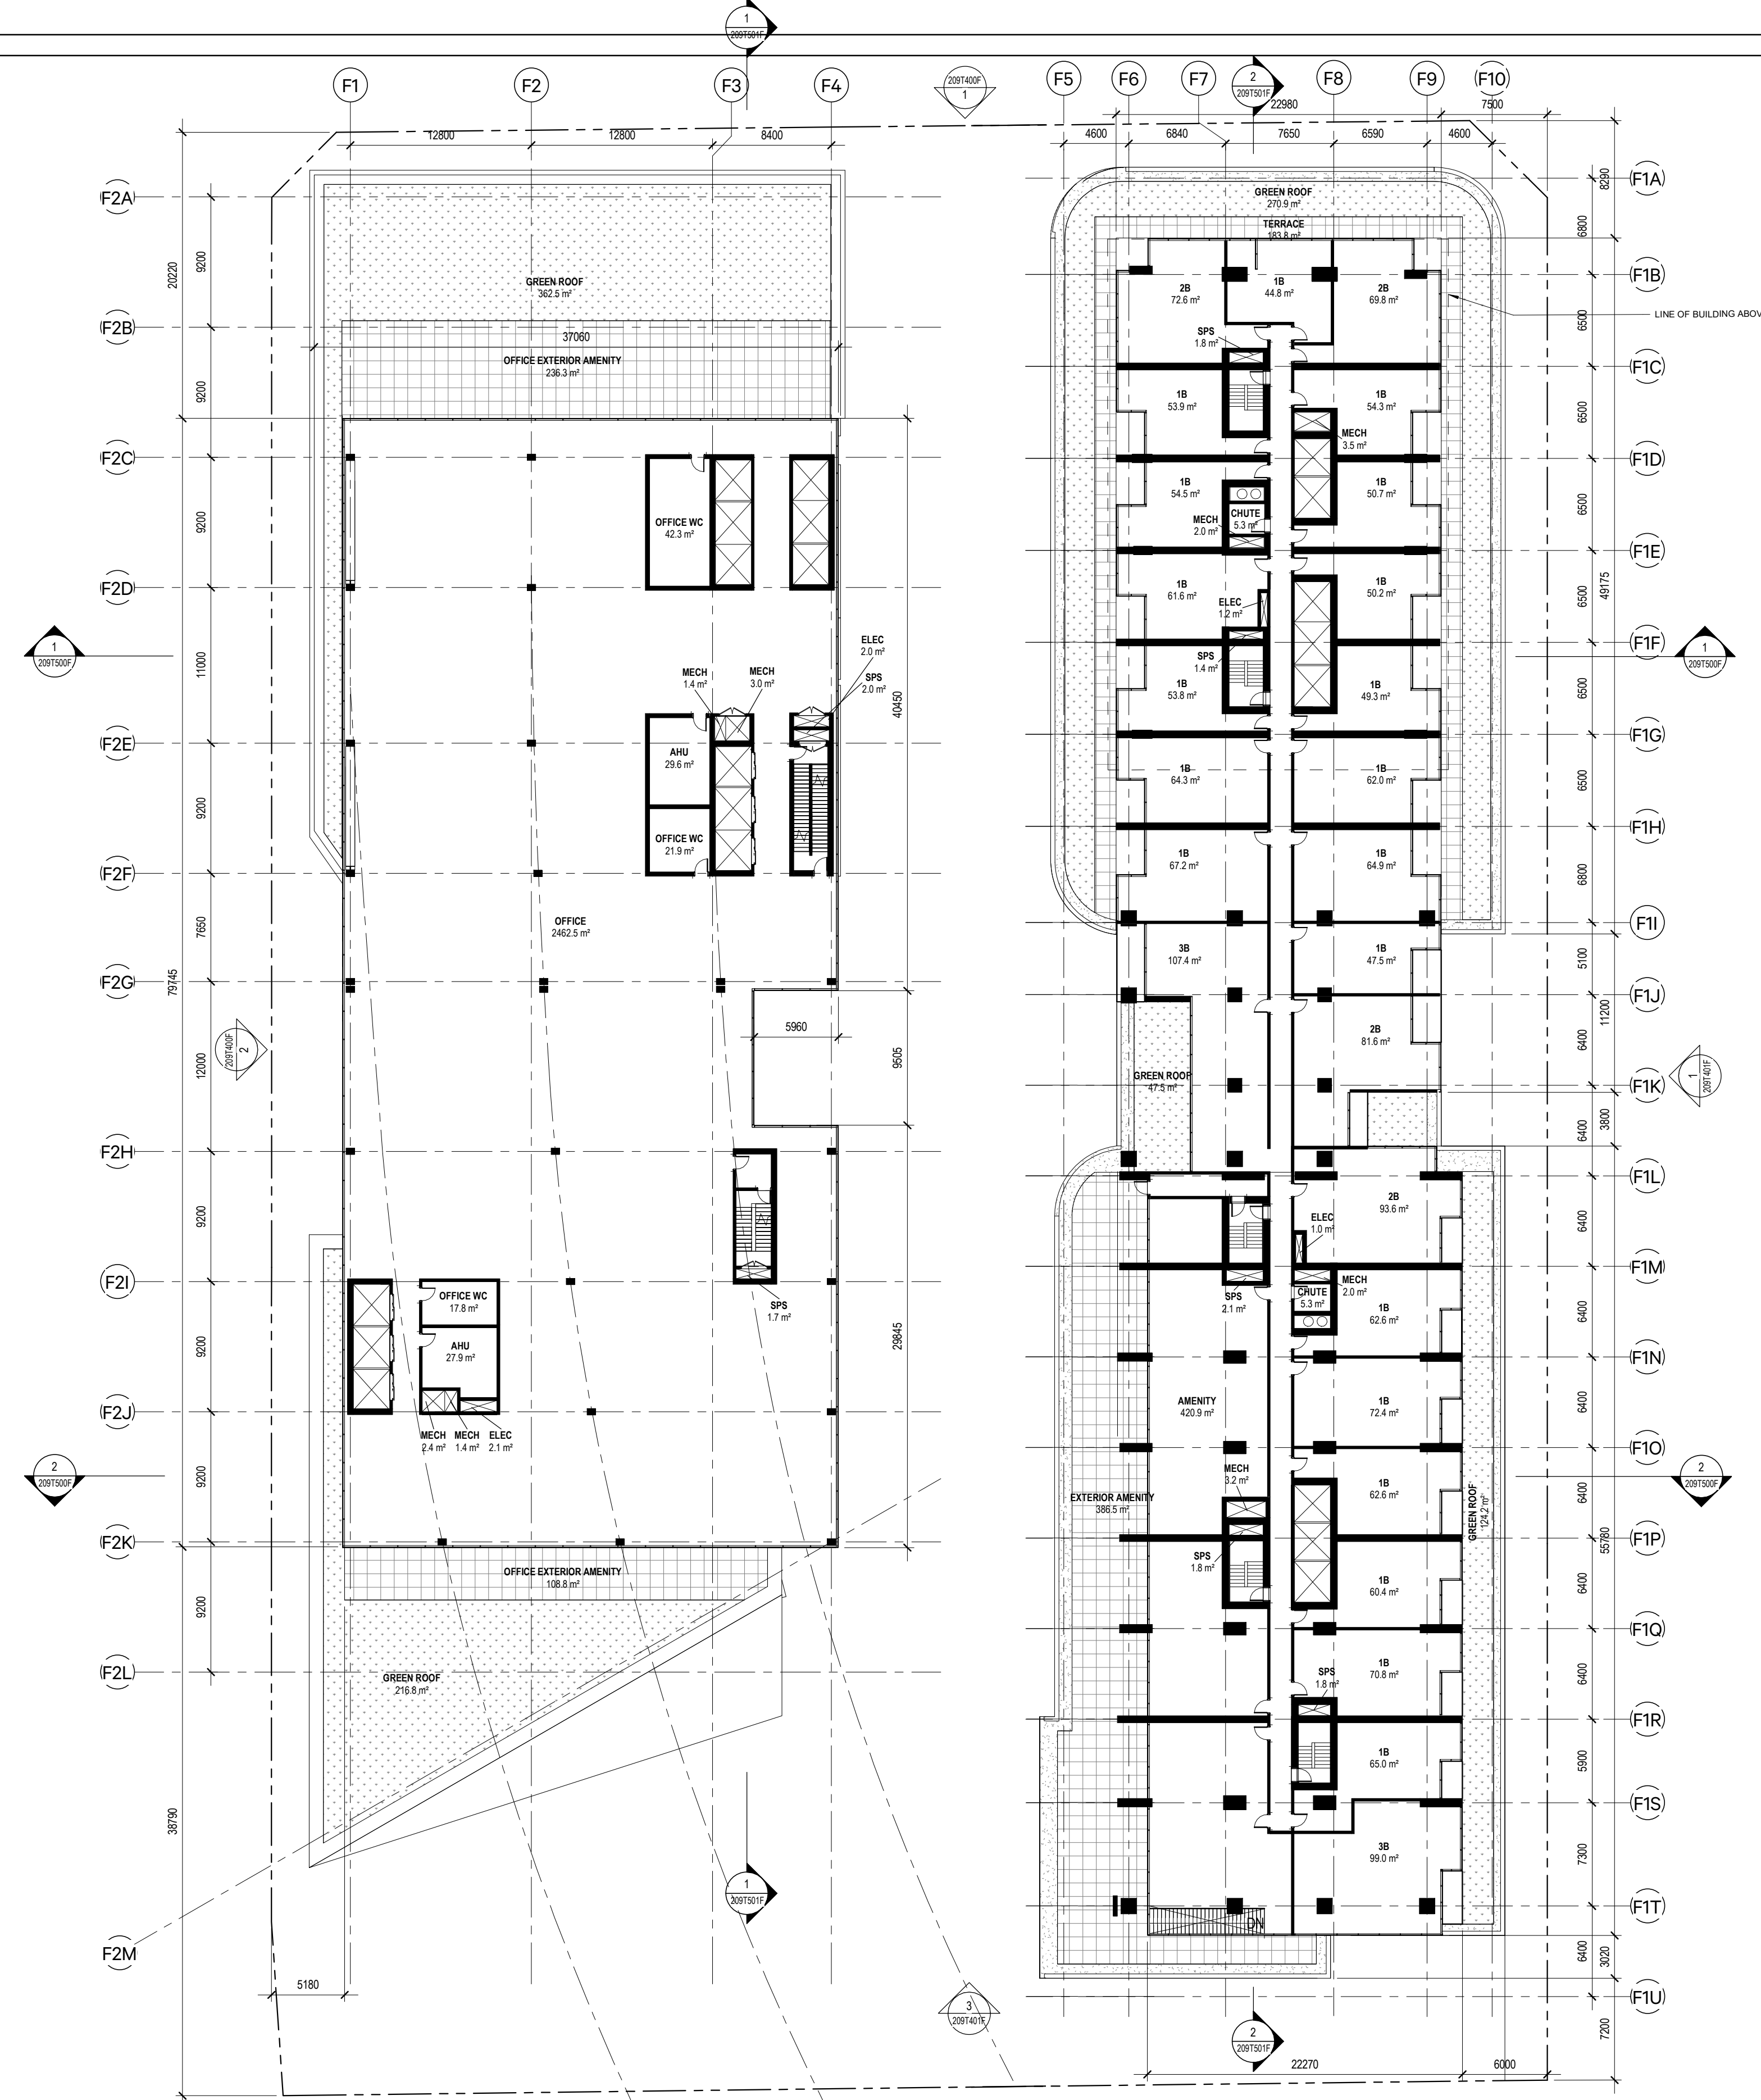 1
209T501F
F1
F2
F3
F4
209T400F
1
F5
F6
F7
2
209T501F
F8
F9
F10
22980
7500
12800
12800
8400
4600
6840
7650
6590
4600
F2A
F2B
F2C
F2D
F2E
F2F
F2G
F2H
F2I
F2J
F2K
F2L
F2M
20220
9200
9200
9200
11000
9200
7650
79745
12000
9200
9200
9200
9200
38790
5180
GREEN ROOF
362.5 m²
37060
OFFICE EXTERIOR AMENITY
236.3 m²
OFFICE WC
42.3 m²
1
209T500F
ELEC
2.0 m²
SPS
2.0 m²
MECH
1.4 m²
MECH
3.0 m²
40450
AHU
29.6 m²
OFFICE WC
21.9 m²
OFFICE
2462.5 m²
209T400F
2
5960
9505
SPS
1.7 m²
29845
OFFICE WC
17.8 m²
AHU
27.9 m²
MECH
2.4 m²
MECH
1.4 m²
ELEC
2.1 m²
2
209T500F
OFFICE EXTERIOR AMENITY
108.8 m²
GREEN ROOF
216.8 m²
1
209T501F
3
209T401F
GREEN ROOF
270.9 m²
TERRACE
183.8 m²
2B
72.6 m²
1B
44.8 m²
2B
69.8 m²
LINE OF BUILDING ABOV
SPS
1.8 m²
1B
53.9 m²
1B
54.3 m²
MECH
3.5 m²
1B
54.5 m²
CHUTE
5.3 m²
MECH
2.0 m²
1B
50.7 m²
1B
61.6 m²
ELEC
1.2 m²
1B
50.2 m²
SPS
1.4 m²
1B
53.8 m²
1B
49.3 m²
1B
64.3 m²
1B
62.0 m²
1B
67.2 m²
1B
64.9 m²
3B
107.4 m²
1B
47.5 m²
2B
81.6 m²
GREEN ROOF
47.5 m²
2B
93.6 m²
ELEC
1.0 m²
SPS
2.1 m²
CHUTE
5.3 m²
MECH
2.0 m²
1B
62.6 m²
AMENITY
420.9 m²
1B
72.4 m²
MECH
3.2 m²
EXTERIOR AMENITY
386.5 m²
1B
62.6 m²
GREEN ROOF
124.2 m²
SPS
1.8 m²
1B
60.4 m²
1B
70.8 m²
SPS
1.8 m²
1B
65.0 m²
3B
99.0 m²
DN
2
209T501F
22270
6000
8290
6800
6500
6500
6500
6500
49175
6500
6500
6800
5100
11200
6400
6400
3800
6400
6400
6400
6400
55780
6400
6400
5900
7300
6400
3020
7200
F1A
F1B
F1C
F1D
F1E
F1F
1
209T500F
F1G
F1H
F1I
F1J
1
209T401F
F1K
F1L
F1M
F1N
F1O
2
209T500F
F1P
F1Q
F1R
F1S
F1T
F1U